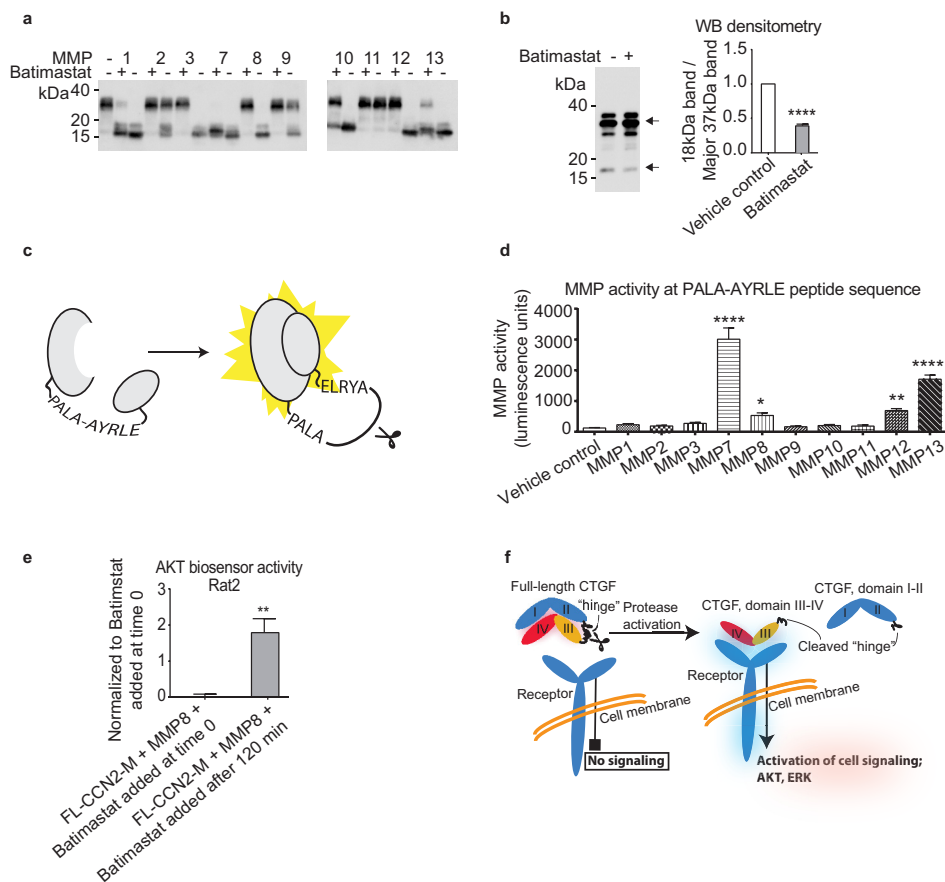 a
MMP - 1 2 3 7 8 9 10 11 12 13
Batimastat - + - + - + - + - + - + - + - + - + - + -
kDa
40
20
15
b
Batimastat - +
kDa
40
20
15
WB densitometry
18kDa band /
Major 37kDa band
1.5
1.0
0.5
0.0
****
Vehicle control
Batimastat
c
PALA-AYRLE
ELRYA
PALA
d
MMP activity at PALA-AYRLE peptide sequence
MMP activity
(luminescence units)
4000
3000
2000
1000
0
****
*
**
****
Vehicle control
MMP1
MMP2
MMP3
MMP7
MMP8
MMP9
MMP10
MMP11
MMP12
MMP13
e
AKT biosensor activity
Rat2
Normalized to Batimstat
added at time 0
3
2
1
0
**
FL-CCN2-M + MMP8 +
Batimastat added at time 0
FL-CCN2-M + MMP8 +
Batimastat added after 120 min
f
Full-length CTGF
"hinge"
I II
IV III
Protease
activation
Receptor
Cell membrane
No signaling
CTGF, domain III-IV
CTGF, domain I-II
IV III
I II
Cleaved "hinge"
Receptor
Cell membrane
Activation of cell signaling;
AKT, ERK